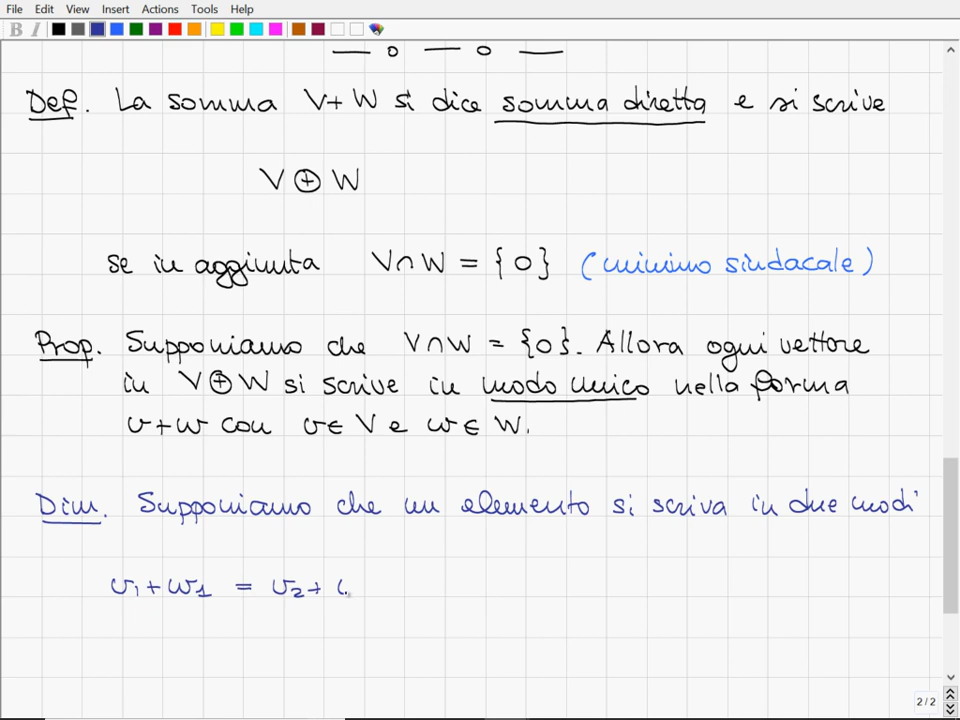 File Edit View Insert Actions Tools Help
B I
Def. La somma V+W si dice somma diretta e si scrive
V ⊕ W
se in aggiunta V∩W = {0} (minimo sindacale)
Prop. Supponiamo che V∩W = {0}. Allora ogni vettore
in V⊕W si scrive in modo unico nella forma
v+w con v∈V e w∈W.
Dim. Supponiamo che un elemento si scriva in due modi
v₁+w₁ = v₂+
2 / 2